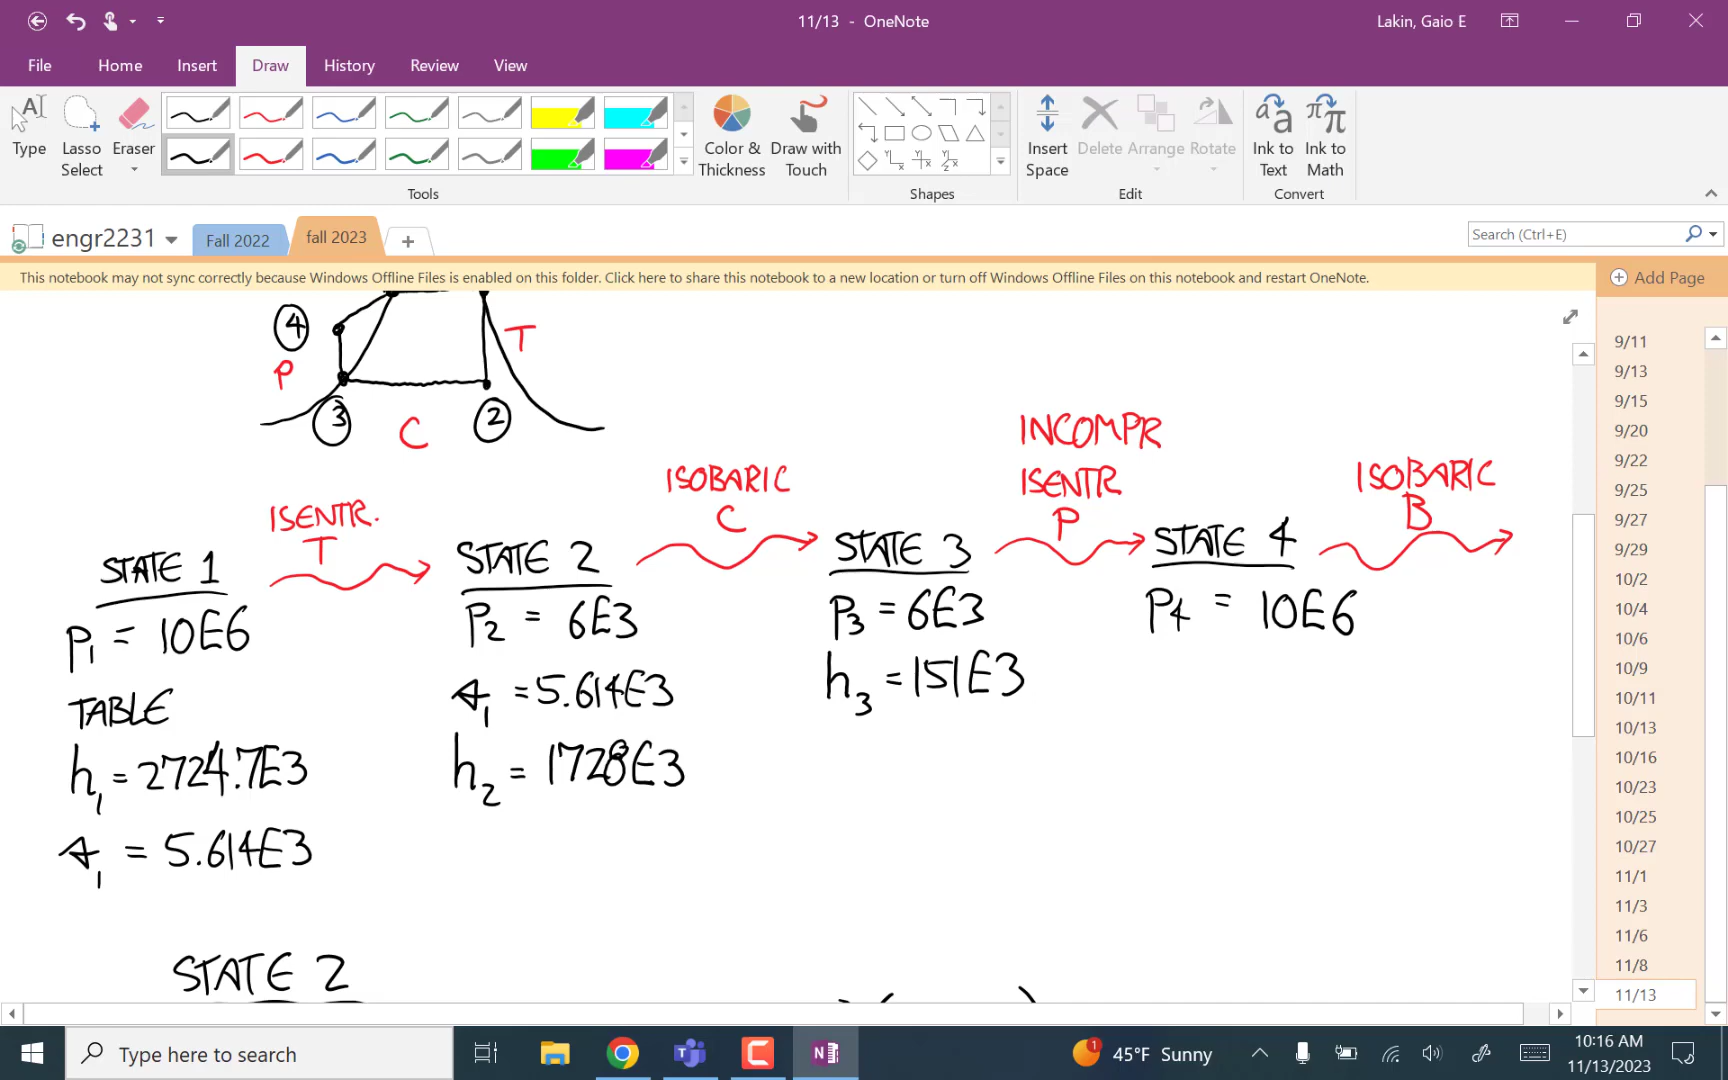 11/13 - OneNote
Lakin, Gaio E
File Home Insert Draw History Review View
Type
Lasso Select
Eraser
Color & Thickness
Draw with Touch
Insert Space
Delete Arrange Rotate
Ink to Text
Ink to Math
Tools
Shapes
Edit
Convert
engr2231
Fall 2022
fall 2023
Search (Ctrl+E)
This notebook may not sync correctly because Windows Offline Files is enabled on this folder. Click here to share this notebook to a new location or turn off Windows Offline Files on this notebook and restart OneNote.
Add Page
9/11
9/13
9/15
9/20
9/22
9/25
9/27
9/29
10/2
10/4
10/6
10/9
10/11
10/13
10/16
10/23
10/25
10/27
11/1
11/3
11/6
11/8
11/13
4
T
P
3
C
2
ISENTR.
T
ISOBARIC
C
INCOMPR
ISENTR
P
ISOBARIC
B
STATE 1
P1 = 10E6
TABLE
h1 = 2724.7E3
s1 = 5.614E3
STATE 2
P2 = 6E3
s1 = 5.614E3
h2 = 1728E3
STATE 3
P3 = 6E3
h3 = 151E3
STATE 4
P4 = 10E6
STATE 2
Type here to search
45°F Sunny
10:16 AM
11/13/2023